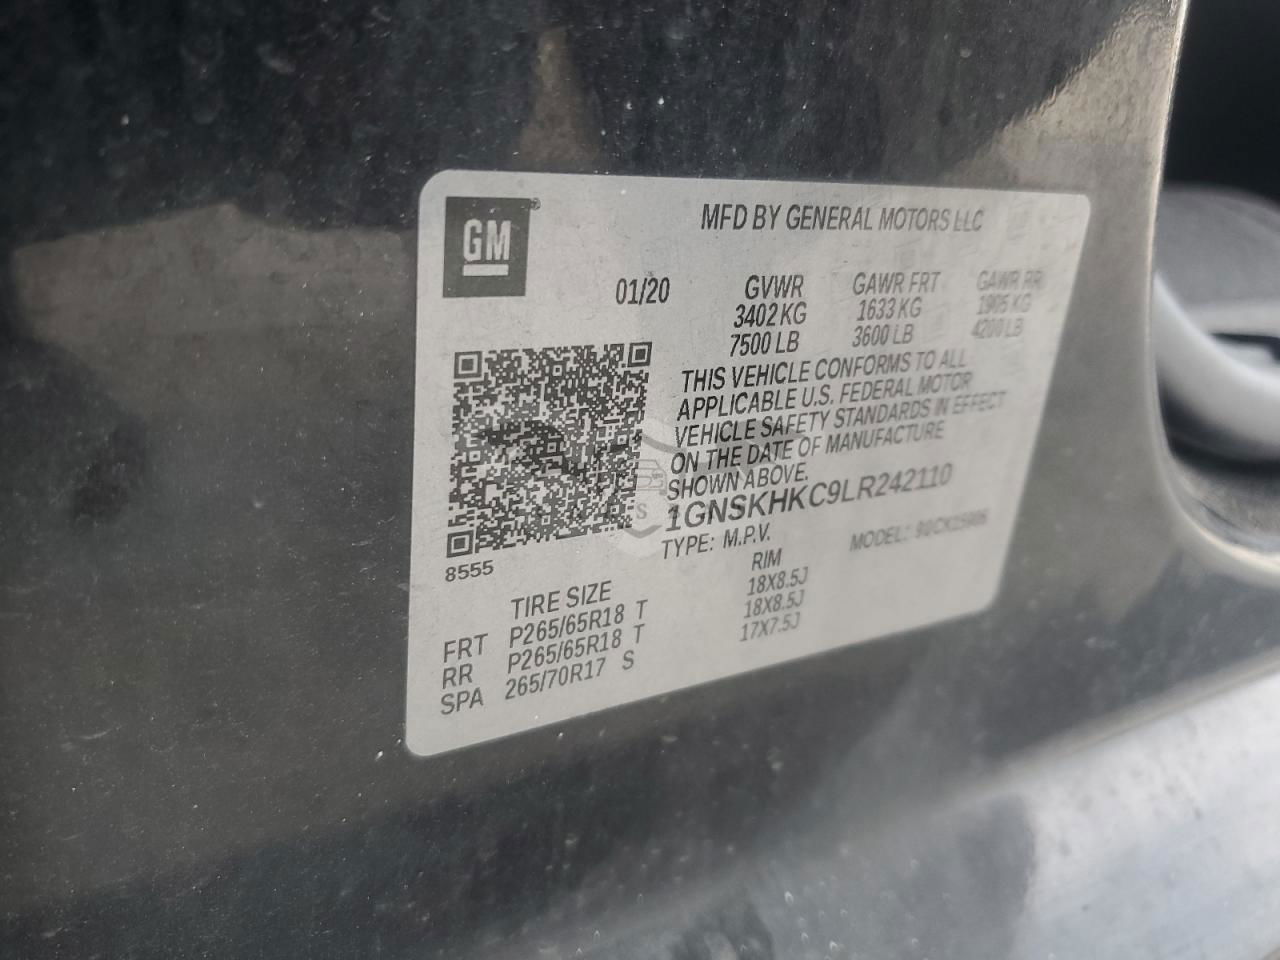 GM
MFD BY GENERAL MOTORS LLC
01/20
GVWR GAWR FRT GAWR RR
3402 KG 1633 KG 1905 KG
7500 LB 3600 LB 4200 LB
THIS VEHICLE CONFORMS TO ALL
APPLICABLE U.S. FEDERAL MOTOR
VEHICLE SAFETY STANDARDS IN EFFECT
ON THE DATE OF MANUFACTURE
SHOWN ABOVE.
1GNSKHKC9LR242110
TYPE: M.P.V. MODEL:
8555
TIRE SIZE RIM
FRT P265/65R18 T 18X8.5J
RR P265/65R18 T 18X8.5J
SPA 265/70R17 S 17X7.5J